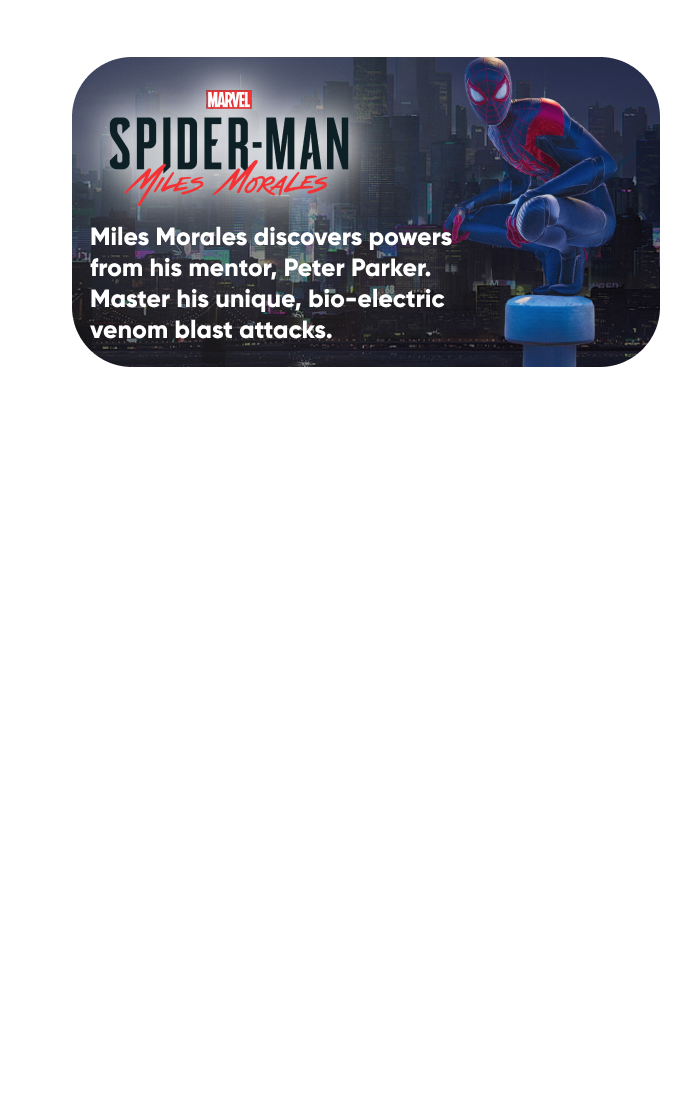 MARVEL
SPIDER-MAN
MILES MORALES
Miles Morales discovers powers
from his mentor, Peter Parker.
Master his unique, bio-electric
venom blast attacks.